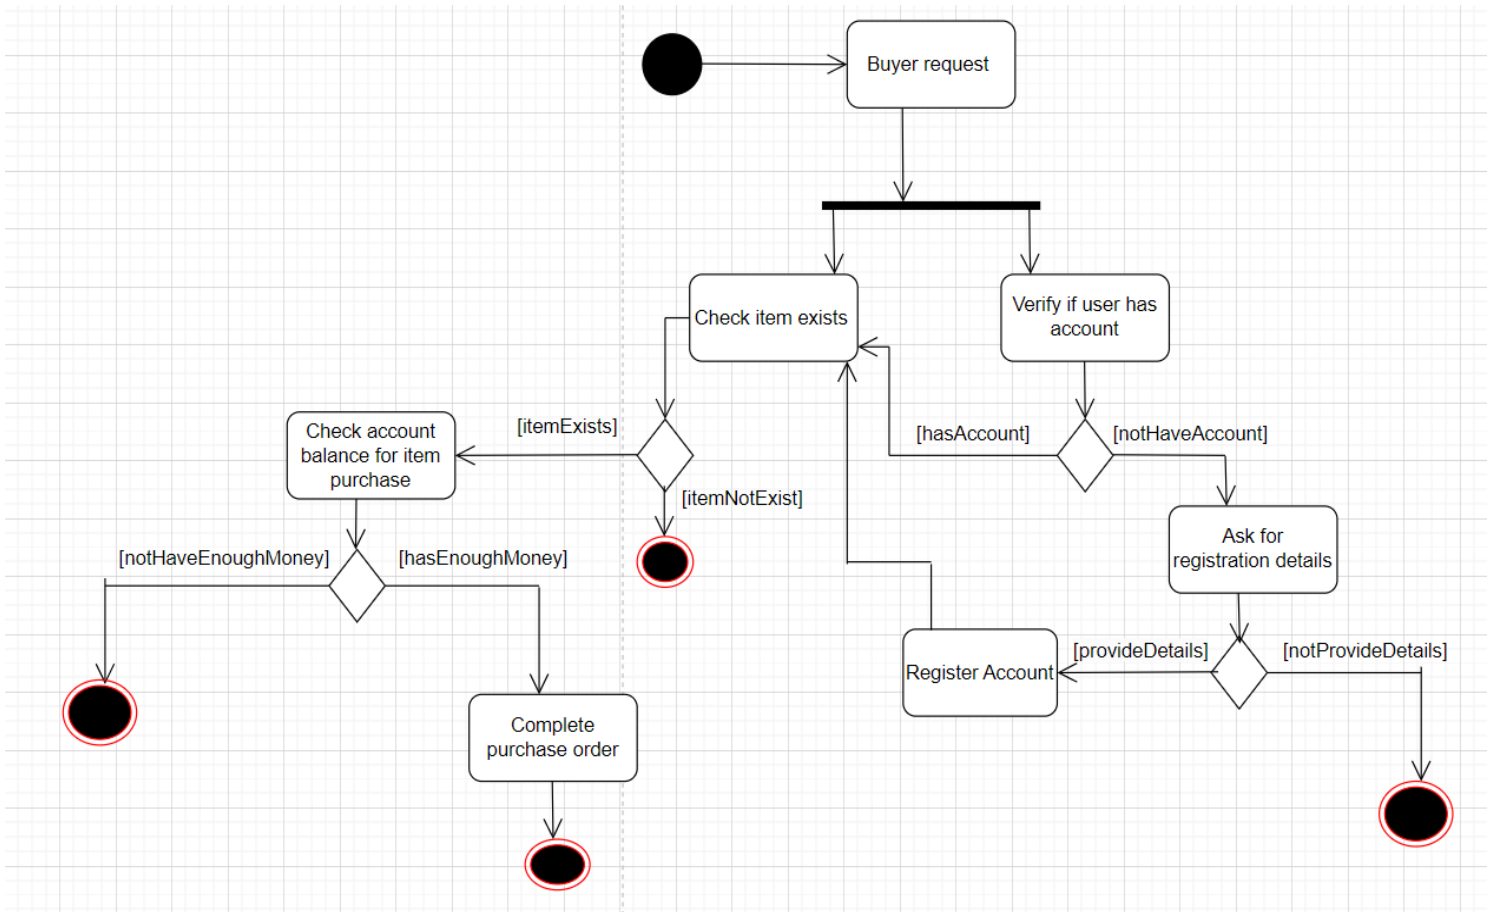 Buyer request
Check item exists
Verify if user has
account
[itemExists]
[hasAccount]
[notHaveAccount]
Check account
balance for item
purchase
[itemNotExist]
Ask for
registration details
[notHaveEnoughMoney]
[hasEnoughMoney]
[provideDetails]
[notProvideDetails]
Register Account
Complete
purchase order